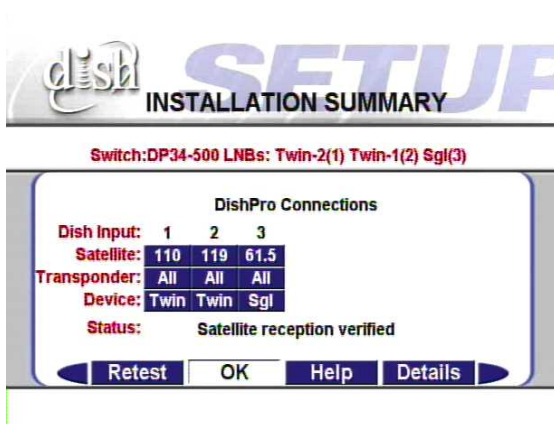 dish
SETUP
INSTALLATION SUMMARY
Switch:DP34-500 LNBs: Twin-2(1) Twin-1(2) Sgl(3)
DishPro Connections
Dish Input: 1 2 3
Satellite: 110 119 61.5
Transponder: All All All
Device: Twin Twin Sgl
Status: Satellite reception verified
Retest OK Help Details